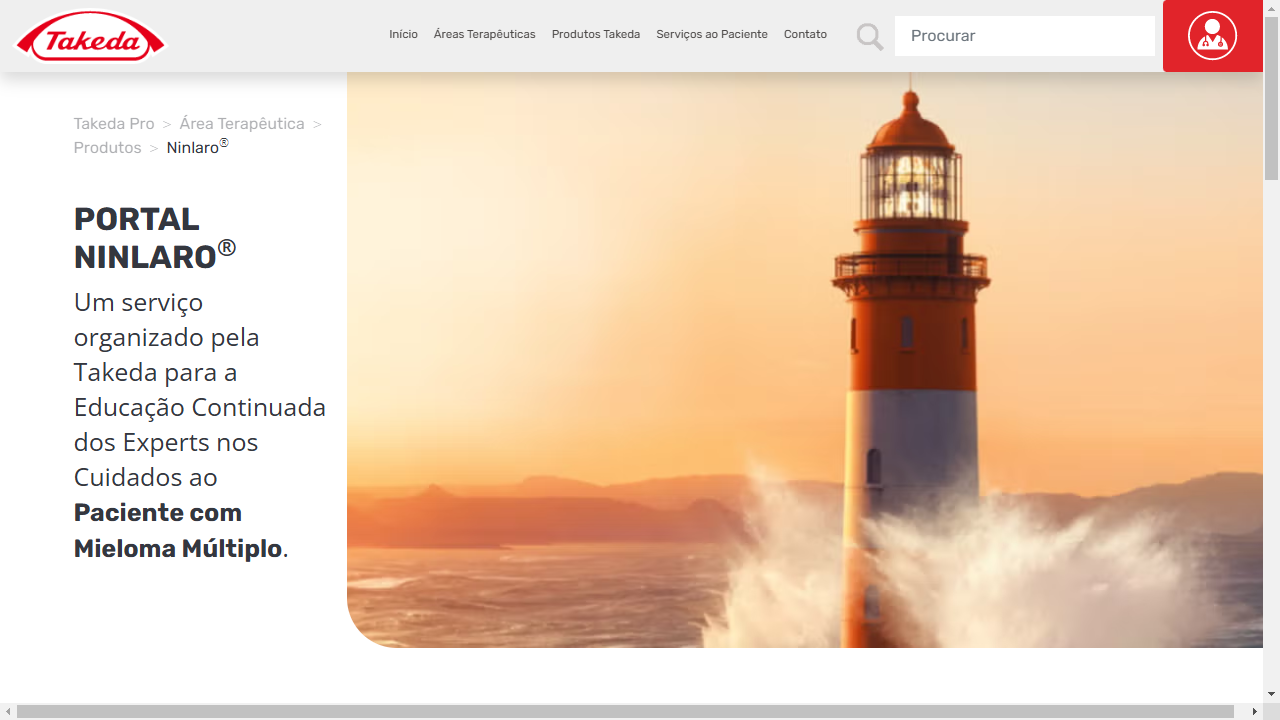 Takeda
Início
Áreas Terapêuticas
Produtos Takeda
Serviços ao Paciente
Contato
Procurar
Takeda Pro > Área Terapêutica >
Produtos > Ninlaro®
PORTAL
NINLARO®
Um serviço
organizado pela
Takeda para a
Educação Continuada
dos Experts nos
Cuidados ao
Paciente com
Mieloma Múltiplo.